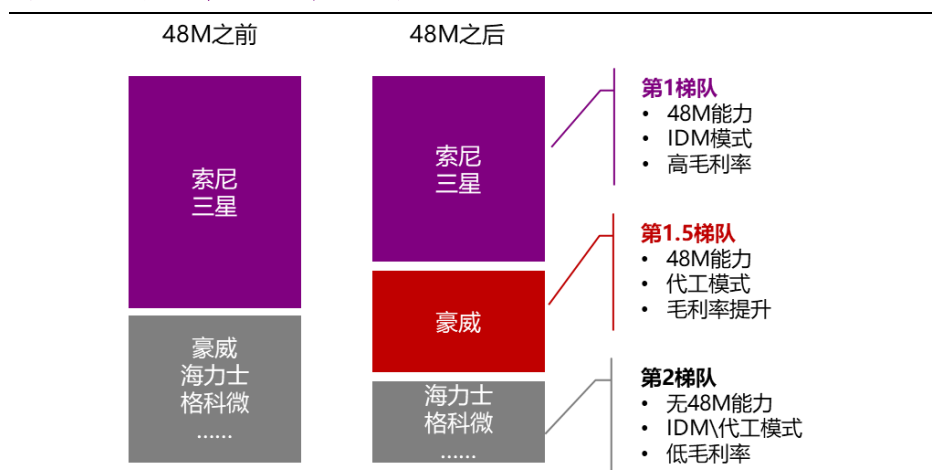 48M之前
48M之后
索尼
三星
豪威
海力士
格科微
……
索尼
三星
豪威
海力士
格科微
……
第1梯队
• 48M能力
• IDM模式
• 高毛利率
第1.5梯队
• 48M能力
• 代工模式
• 毛利率提升
第2梯队
• 无48M能力
• IDM\代工模式
• 低毛利率